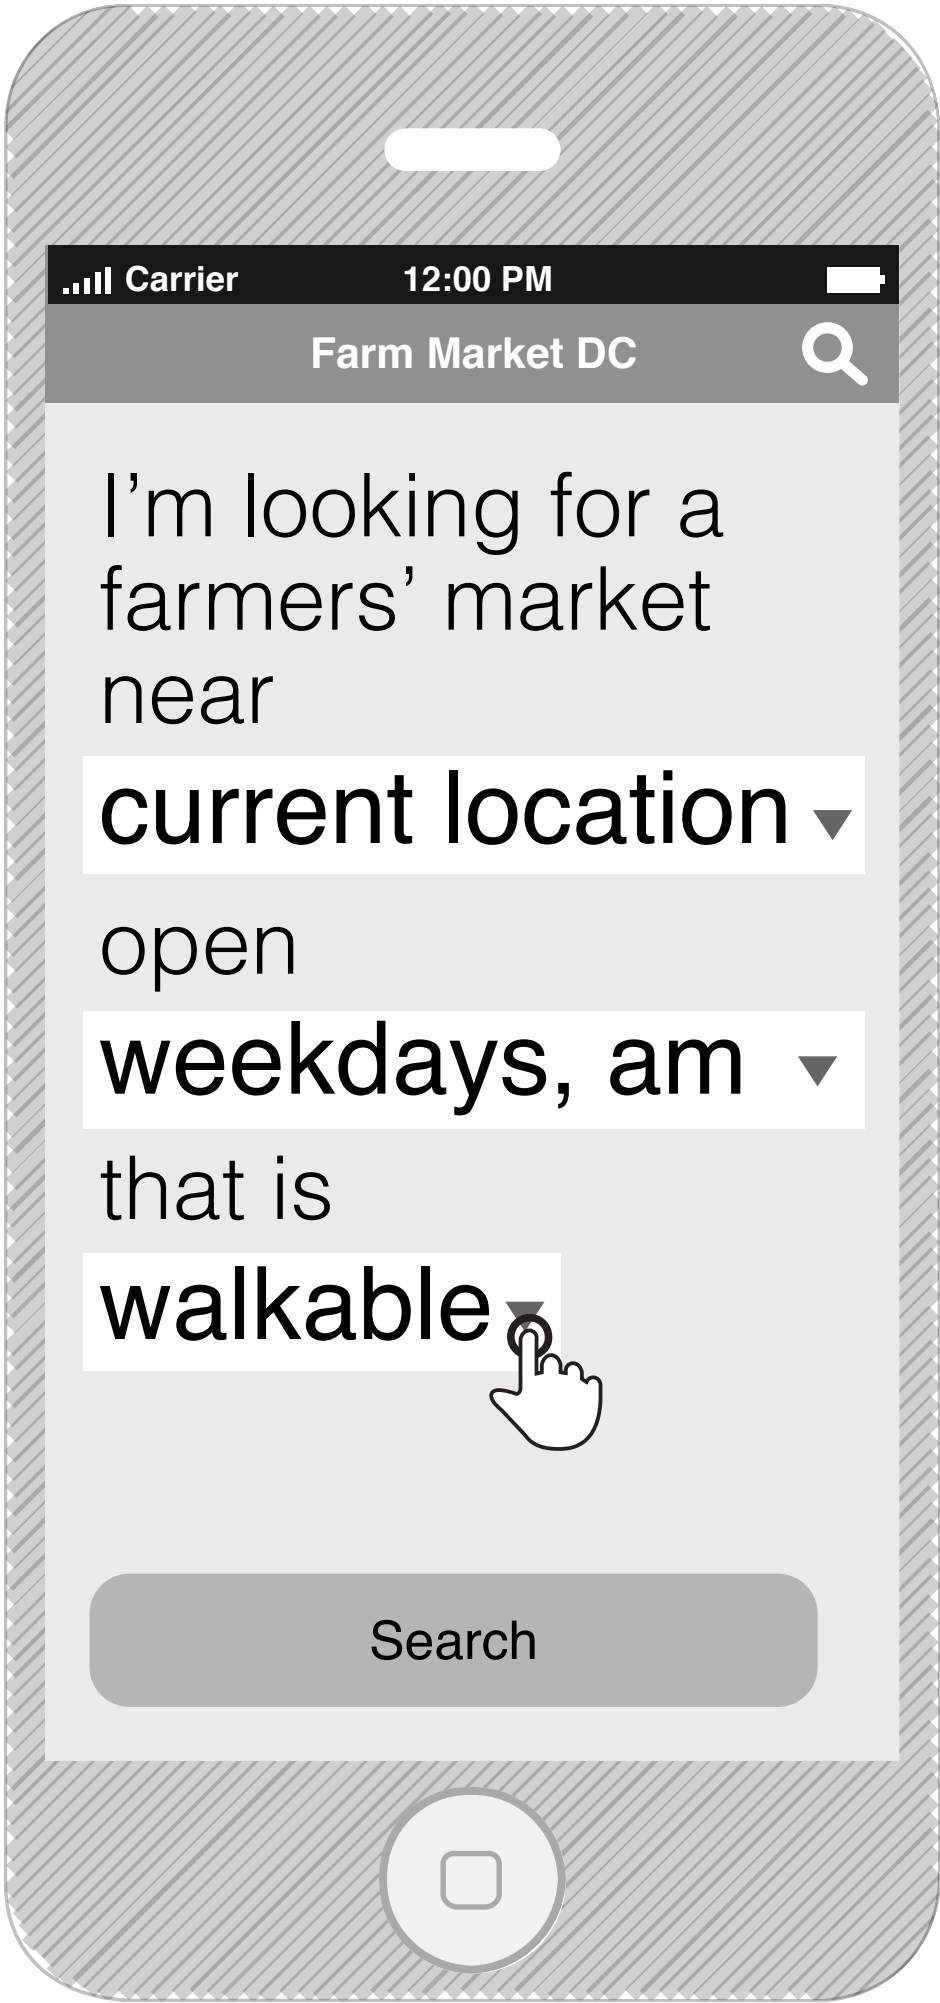 Carrier 12:00 PM
Farm Market DC
I’m looking for a
farmers’ market
near
current location
open
weekdays, am
that is
walkable
Search